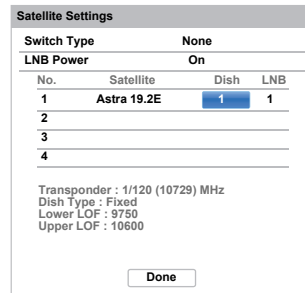 Satellite Settings
Switch Type None
LNB Power On
No. Satellite Dish LNB
1 Astra 19.2E 1 1
2
3
4
Transponder : 1/120 (10729) MHz
Dish Type : Fixed
Lower LOF : 9750
Upper LOF : 10600
Done